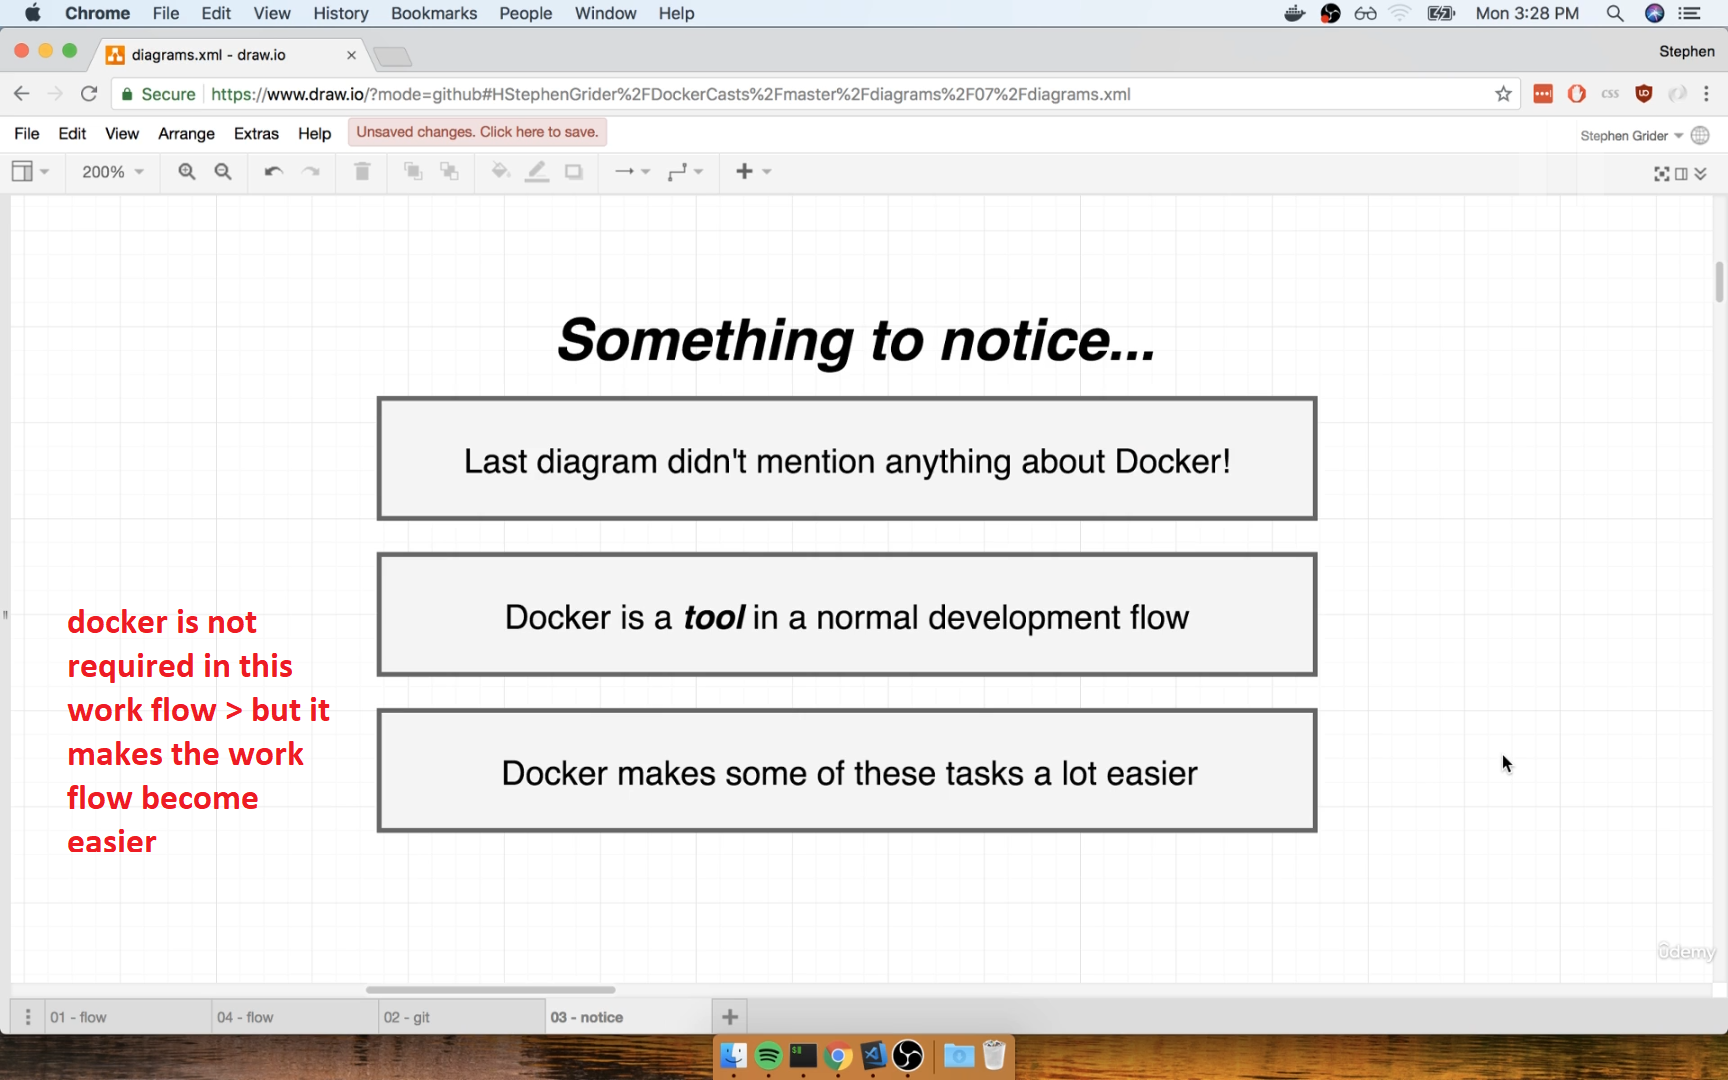 Chrome File Edit View History Bookmarks People Window Help Mon 3:28 PM
diagrams.xml - draw.io Stephen
Secure https://www.draw.io/?mode=github#HStephenGrider%2FDockerCasts%2Fmaster%2Fdiagrams%2F07%2Fdiagrams.xml css
File Edit View Arrange Extras Help Unsaved changes. Click here to save. Stephen Grider
200%
Something to notice...
Last diagram didn't mention anything about Docker!
Docker is a tool in a normal development flow
Docker makes some of these tasks a lot easier
docker is not
required in this
work flow > but it
makes the work
flow become
easier
ûdemy
01 - flow 04 - flow 02 - git 03 - notice